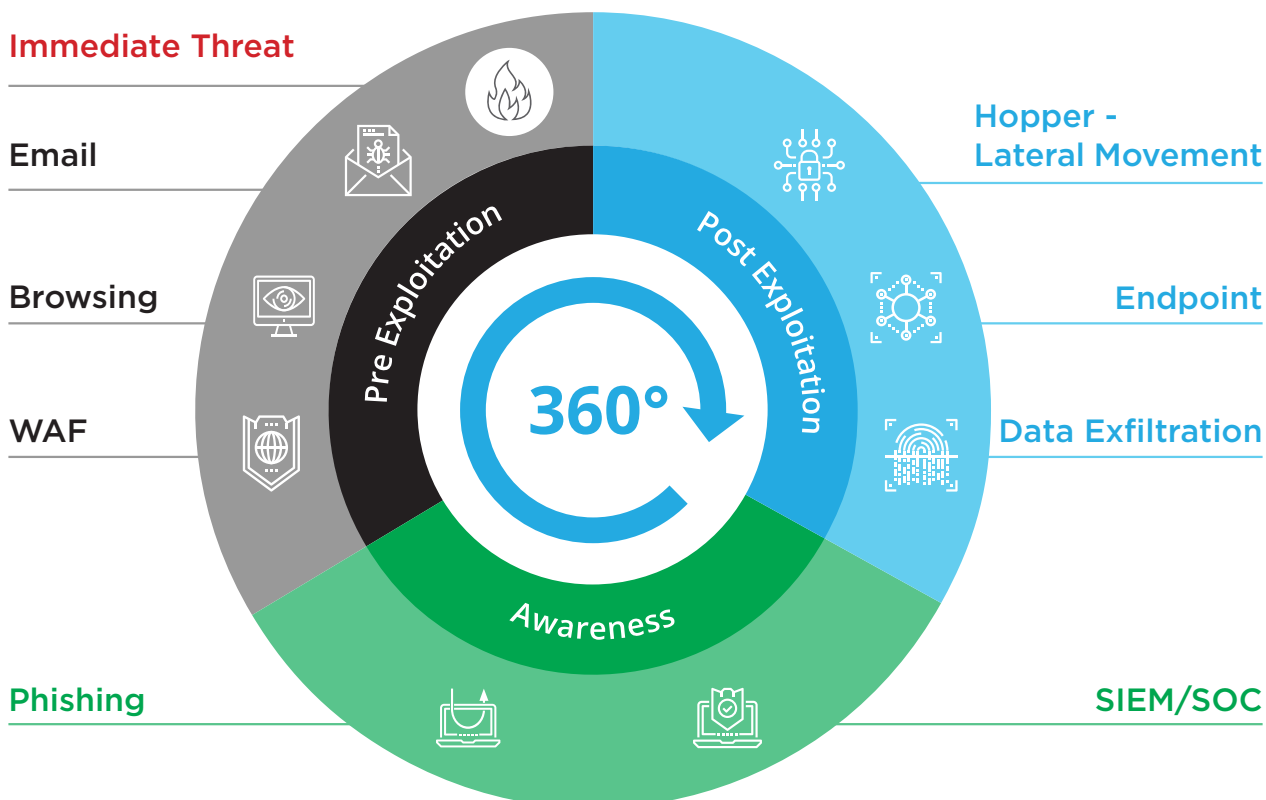 Immediate Threat
Email
Browsing
WAF
Phishing
Pre Exploitation
Post Exploitation
360°
Awareness
Hopper -
Lateral Movement
Endpoint
Data Exfiltration
SIEM/SOC